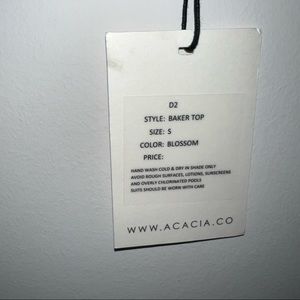 D2
STYLE: BAKER TOP
SIZE: S
COLOR: BLOSSOM
PRICE:
HAND WASH COLD & DRY IN SHADE ONLY
AVOID ROUGH SURFACES, LOTIONS, SUNSCREENS
AND OVERLY CHLORINATED POOLS
SUITS SHOULD BE WORN WITH CARE
WWW.ACACIA.CO